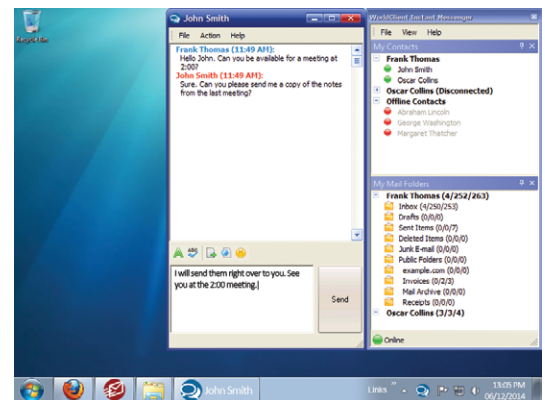 Recycle Bin
John Smith
File Action Help
Frank Thomas (11:49 AM):
Hello John. Can you be available for a meeting at
2:00?
John Smith (11:49 AM):
Sure. Can you please send me a copy of the notes
from the last meeting?
ABC
I will send them right over to you. See
you at the 2:00 meeting.
Send
WorldClient Instant Messenger
File View Help
My Contacts
Frank Thomas
John Smith
Oscar Collins
Oscar Collins (Disconnected)
Offline Contacts
Abraham Lincoln
George Washington
Margaret Thatcher
My Mail Folders
Frank Thomas (4/252/263)
Inbox (4/250/253)
Drafts (0/0/0)
Sent Items (0/0/7)
Deleted Items (0/0/0)
Junk E-mail (0/0/0)
Public Folders (0/0/0)
example.com (0/0/0)
Invoices (0/2/3)
Mail Archive (0/0/0)
Receipts (0/0/0)
Oscar Collins (3/3/4)
Online
John Smith
Links
13:05 PM
06/12/2014